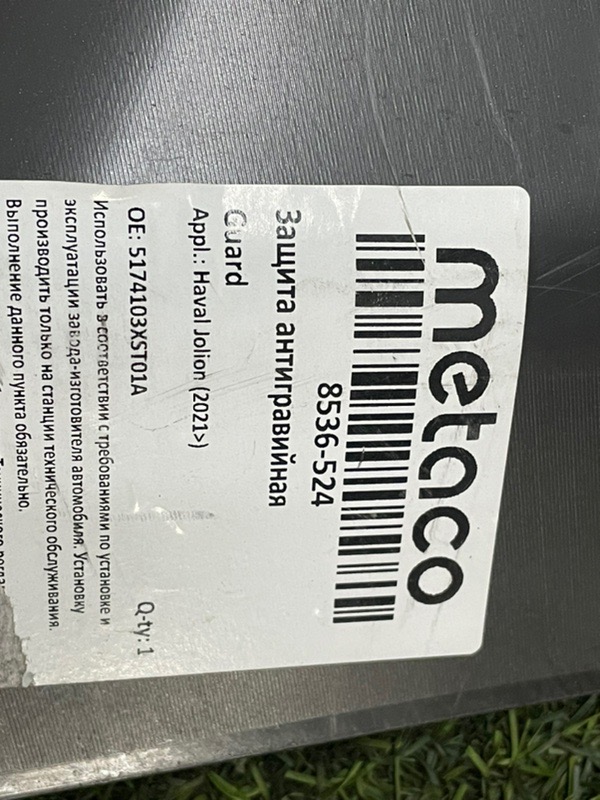 metaco
8536-524
Защита антигравийная
Guard
Appl.: Haval Jolion (2021>)
OE: 5174103XST01A
Q-ty: 1
Использовать в соответствии с требованиями по установке и
эксплуатации завода-изготовителя автомобиля. Установку
производить только на станции технического обслуживания.
Выполнение данного пункта обязательно.